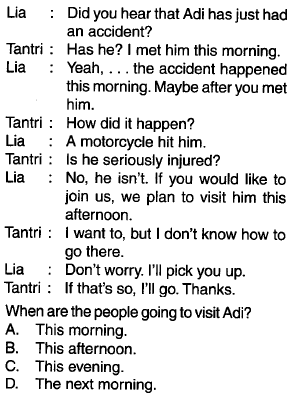 Lia : Did you hear that Adi has just had
an accident?
Tantri : Has he? I met him this morning.
Lia : Yeah, . . . the accident happened
this morning. Maybe after you met
him.
Tantri : How did it happen?
Lia : A motorcycle hit him.
Tantri : Is he seriously injured?
Lia : No, he isn't. If you would like to
join us, we plan to visit him this
afternoon.
Tantri : I want to, but I don't know how to
go there.
Lia : Don't worry. I'll pick you up.
Tantri : If that's so, I'll go. Thanks.
When are the people going to visit Adi?
A. This morning.
B. This afternoon.
C. This evening.
D. The next morning.